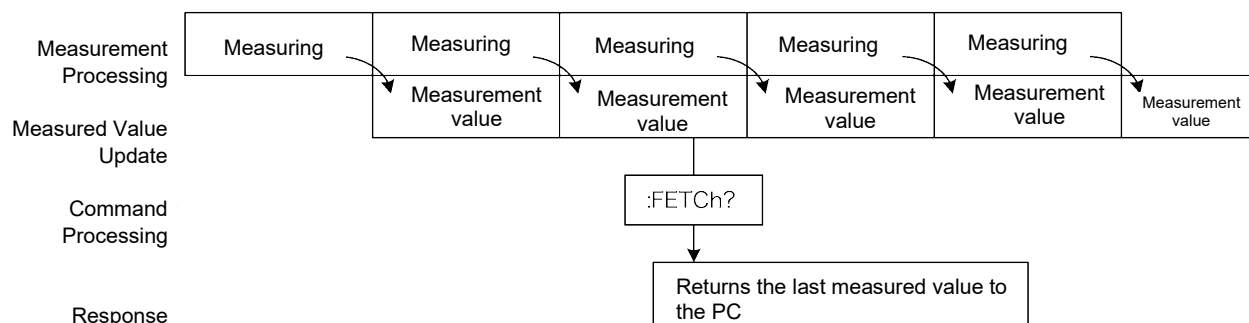 Measurement
Processing
Measuring
Measuring
Measuring
Measuring
Measuring
Measured Value
Update
Measurement
value
Measurement
value
Measurement
value
Measurement
value
Measurement
value
Command
Processing
:FETCh?
Response
Returns the last measured value to
the PC